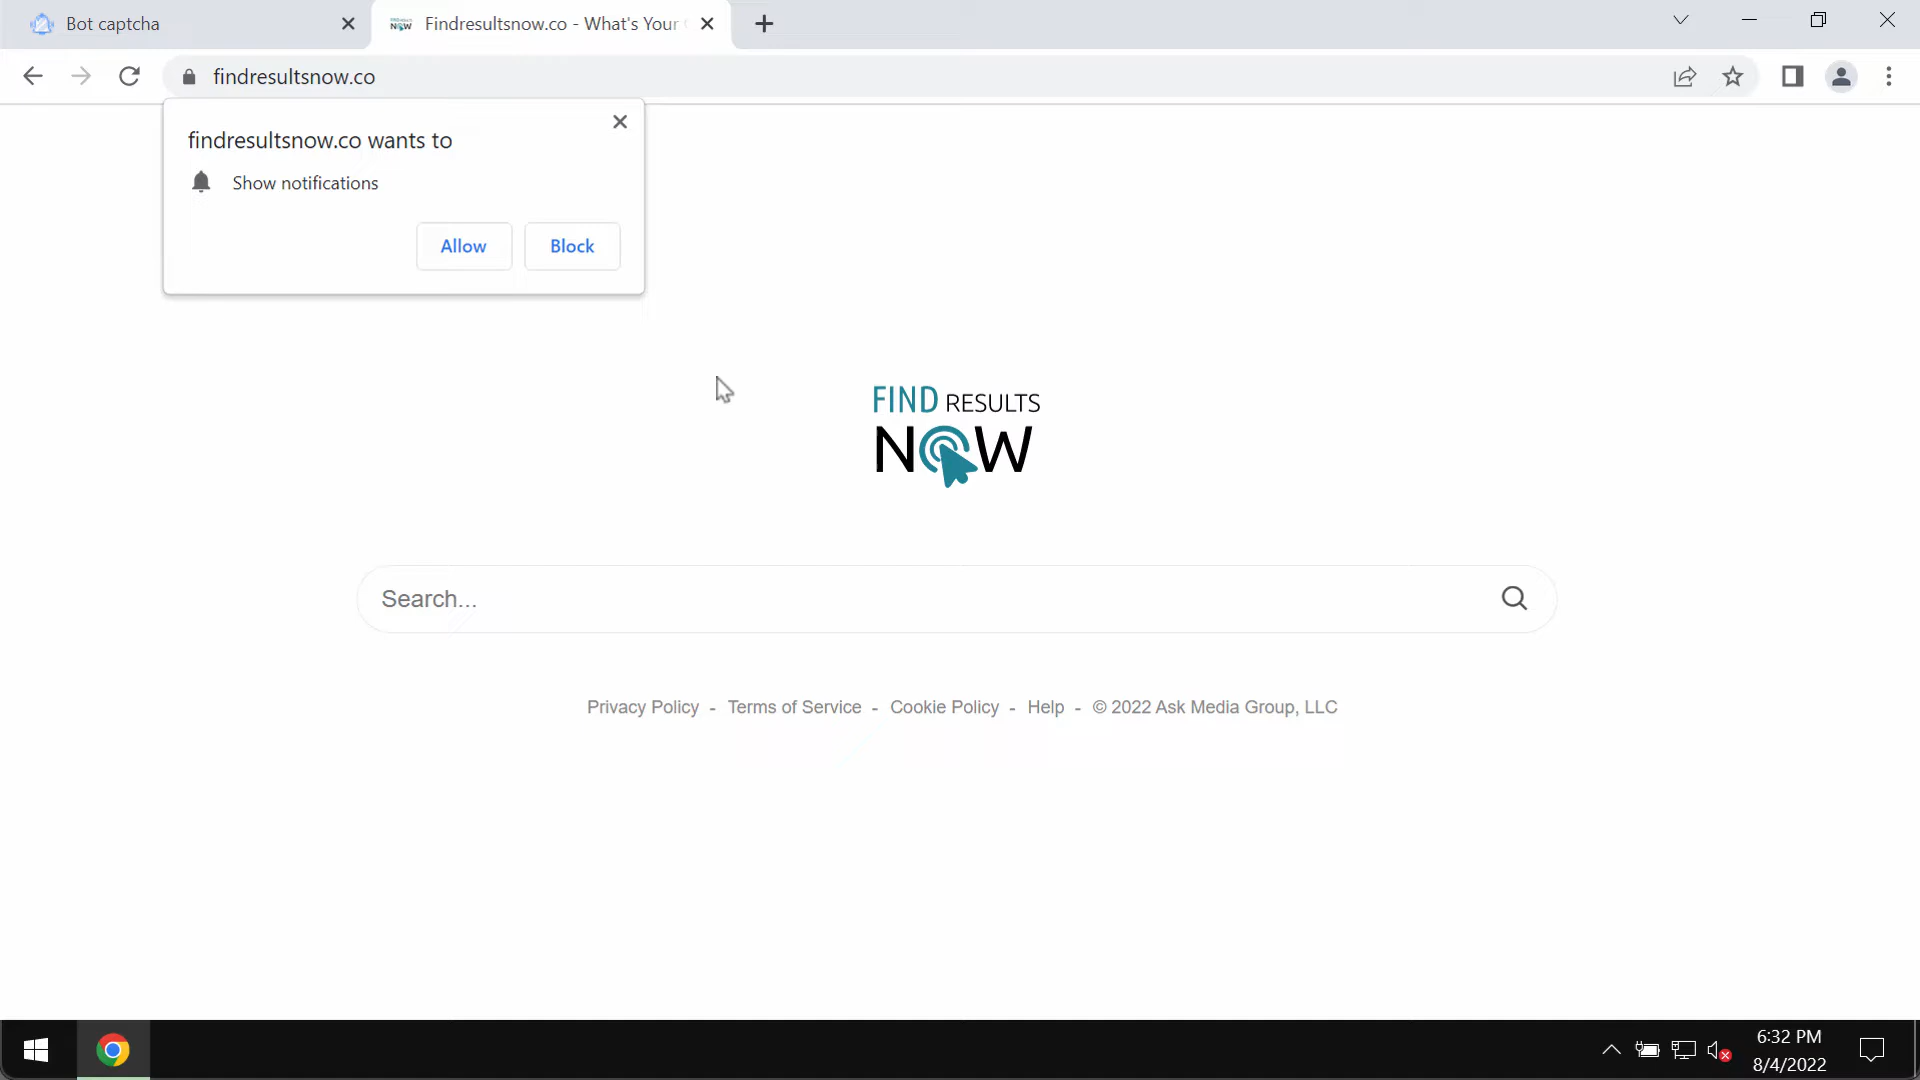 Bot captcha
Findresultsnow.co - What's Your
findresultsnow.co
findresultsnow.co wants to
Show notifications
Allow Block
FIND RESULTS
NOW
Search...
Privacy Policy - Terms of Service - Cookie Policy - Help - © 2022 Ask Media Group, LLC
6:32 PM
8/4/2022